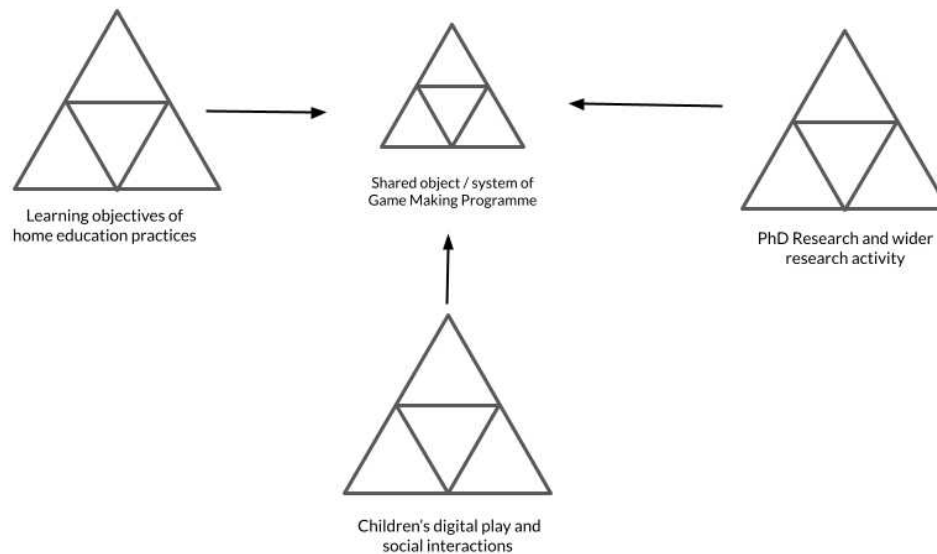 Shared object / system of
Game Making Programme
Learning objectives of
home education practices
PhD Research and wider
research activity
Children's digital play and
social interactions